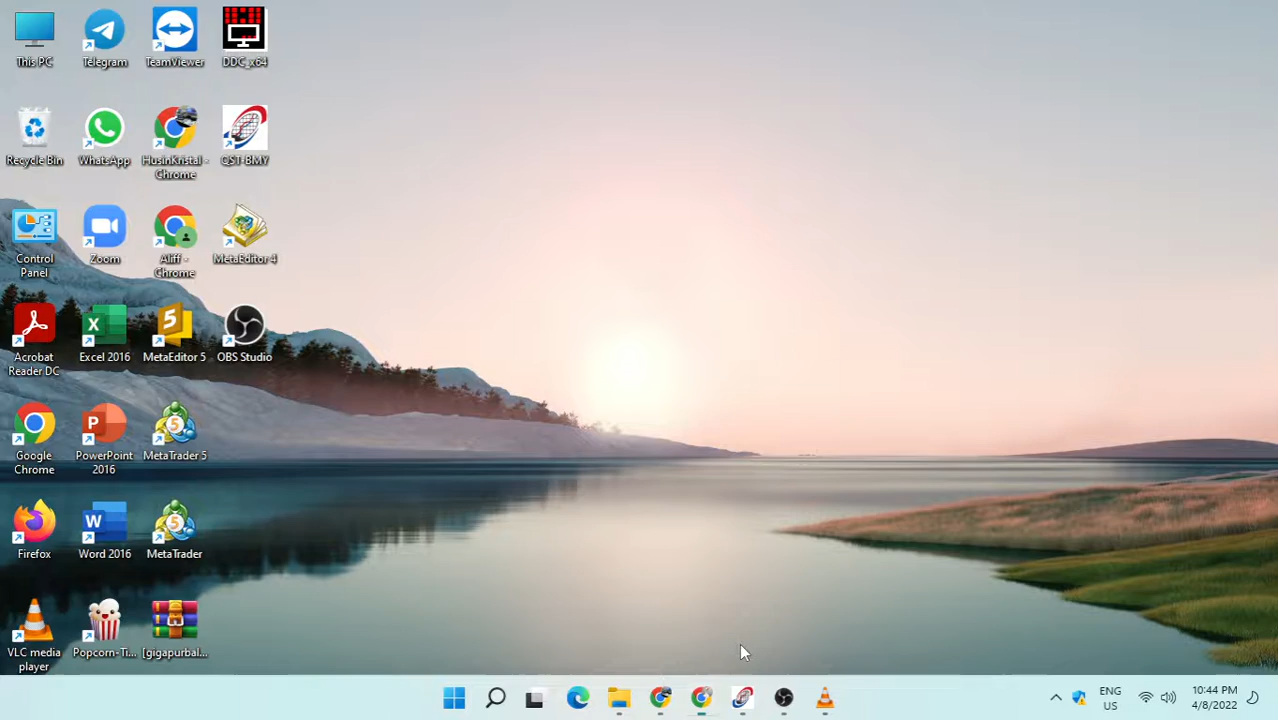 This PC
Telegram
TeamViewer
DDC_x64
Recycle Bin
WhatsApp
HusinKristal -
Chrome
QST-BMY
Control
Panel
Zoom
Aliff -
Chrome
MetaEditor 4
Acrobat
Reader DC
Excel 2016
MetaEditor 5
OBS Studio
Google
Chrome
PowerPoint
2016
MetaTrader 5
Firefox
Word 2016
MetaTrader
VLC media
player
Popcorn-Ti...
[gigapurbal...
ENG
US
10:44 PM
4/8/2022